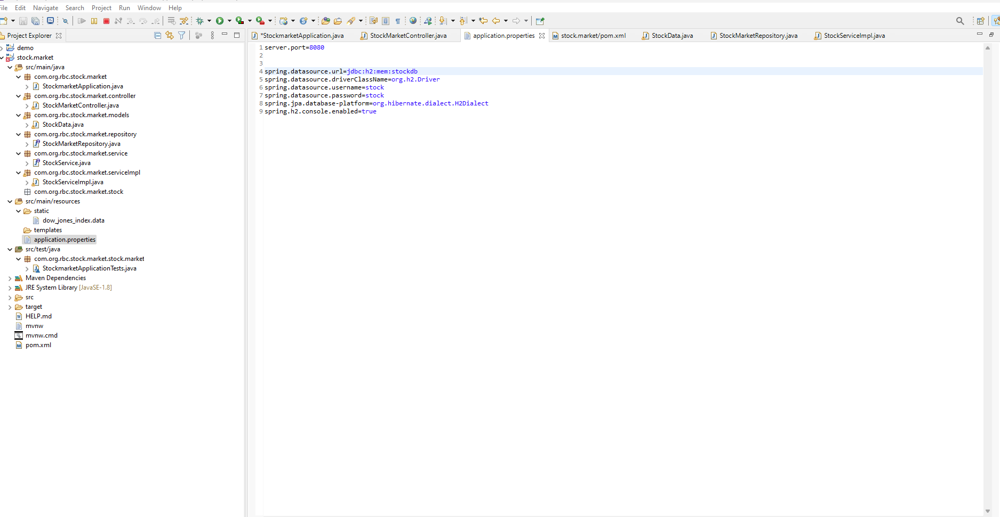 File Edit Navigate Search Project Run Window Help
Project Explorer
*StockmarketApplication.java StockMarketController.java application.properties stock.market/pom.xml StockData.java StockMarketRepository.java StockServiceImpl.java
demo
stock.market
src/main/java
com.org.rbc.stock.market
StockmarketApplication.java
com.org.rbc.stock.market.controller
StockMarketController.java
com.org.rbc.stock.market.models
StockData.java
com.org.rbc.stock.market.repository
StockMarketRepository.java
com.org.rbc.stock.market.service
StockService.java
com.org.rbc.stock.market.serviceImpl
StockServiceImpl.java
com.org.rbc.stock.market.stock
src/main/resources
static
dow_jones_index.data
templates
application.properties
src/test/java
com.org.rbc.stock.market.stock.market
StockmarketApplicationTests.java
Maven Dependencies
JRE System Library [JavaSE-1.8]
src
target
HELP.md
mvnw
mvnw.cmd
pom.xml
1 server.port=8080
2
3
4 spring.datasource.url=jdbc:h2:mem:stockdb
5 spring.datasource.driverClassName=org.h2.Driver
6 spring.datasource.username=stock
7 spring.datasource.password=stock
8 spring.jpa.database-platform=org.hibernate.dialect.H2Dialect
9 spring.h2.console.enabled=true